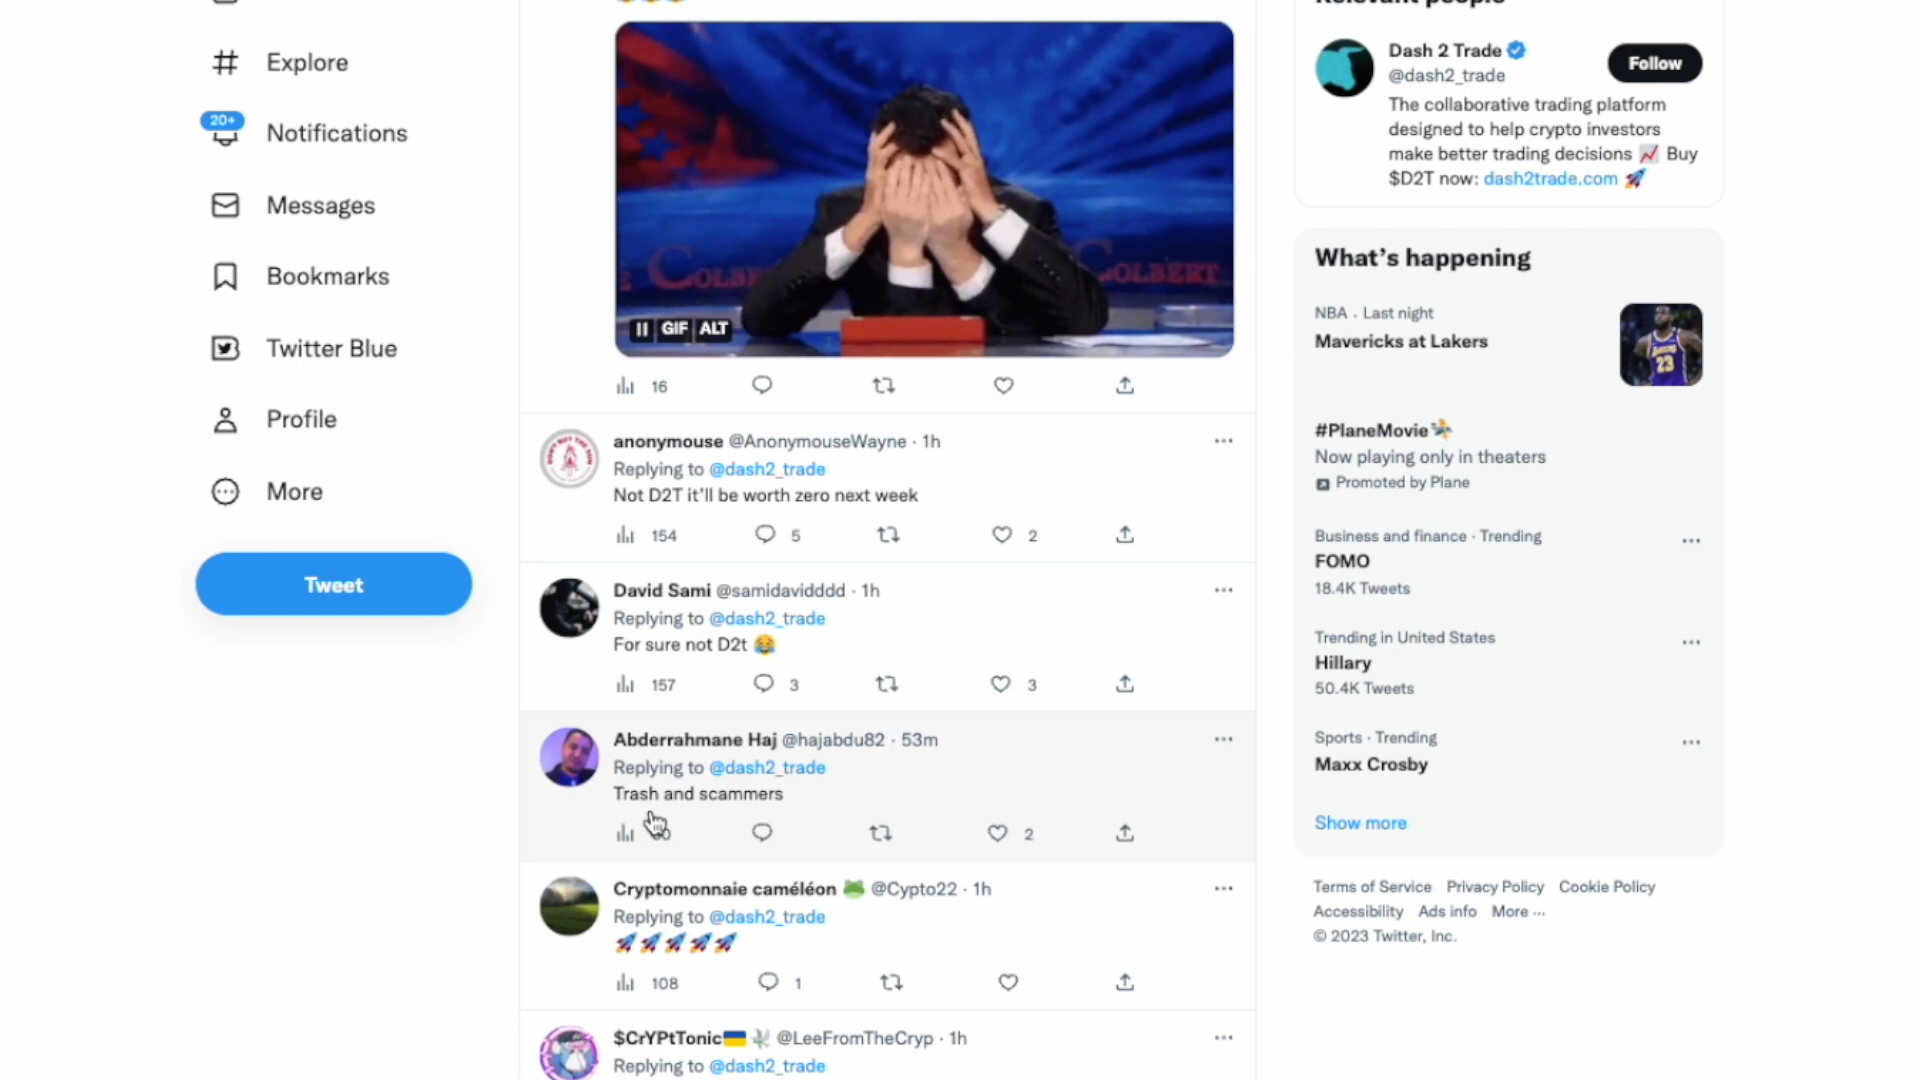 Explore
20+
Notifications
Messages
Bookmarks
Twitter Blue
Profile
More
Tweet
COLBE
COLBERT
GIF ALT
16
anonymouse @AnonymouseWayne · 1h
Replying to @dash2_trade
Not D2T it'll be worth zero next week
154 5 2
David Sami @samidavidddd · 1h
Replying to @dash2_trade
For sure not D2t 😂
157 3 3
Abderrahmane Haj @hajabdu82 · 53m
Replying to @dash2_trade
Trash and scammers
2
Cryptomonnaie caméléon 🐸 @Cypto22 · 1h
Replying to @dash2_trade
🚀🚀🚀🚀🚀
108 1
$CrYPtTonic🇺🇦 @LeeFromTheCryp · 1h
Replying to @dash2_trade
Relevant people
Dash 2 Trade
Follow
@dash2_trade
The collaborative trading platform
designed to help crypto investors
make better trading decisions 📈 Buy
$D2T now: dash2trade.com 🚀
What's happening
NBA · Last night
Mavericks at Lakers
LAKERS
23
#PlaneMovie
Now playing only in theaters
Promoted by Plane
Business and finance · Trending
FOMO
18.4K Tweets
Trending in United States
Hillary
50.4K Tweets
Sports · Trending
Maxx Crosby
Show more
Terms of Service Privacy Policy Cookie Policy
Accessibility Ads info More ···
© 2023 Twitter, Inc.